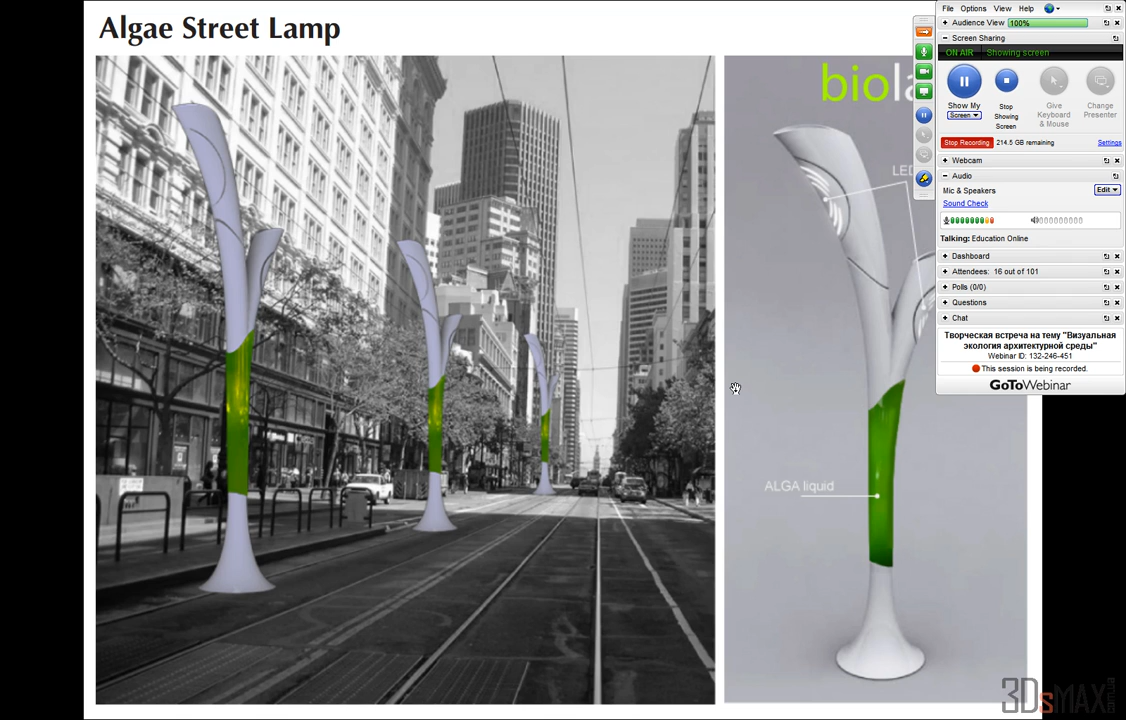 Algae Street Lamp
biola
LED
ALGA liquid
File Options View Help
Audience View 100%
Screen Sharing
ON AIR Showing screen
Show My
Screen
Stop
Showing
Screen
Give
Keyboard
& Mouse
Change
Presenter
Stop Recording 214.5 GB remaining Settings
Webcam
Audio
Mic & Speakers Edit
Sound Check
Talking: Education Online
Dashboard
Attendees: 16 out of 101
Polls (0/0)
Questions
Chat
Творческая встреча на тему "Визуальная
экология архитектурной среды"
Webinar ID: 132-246-451
This session is being recorded.
GoToWebinar
3DsMAX.com.ua